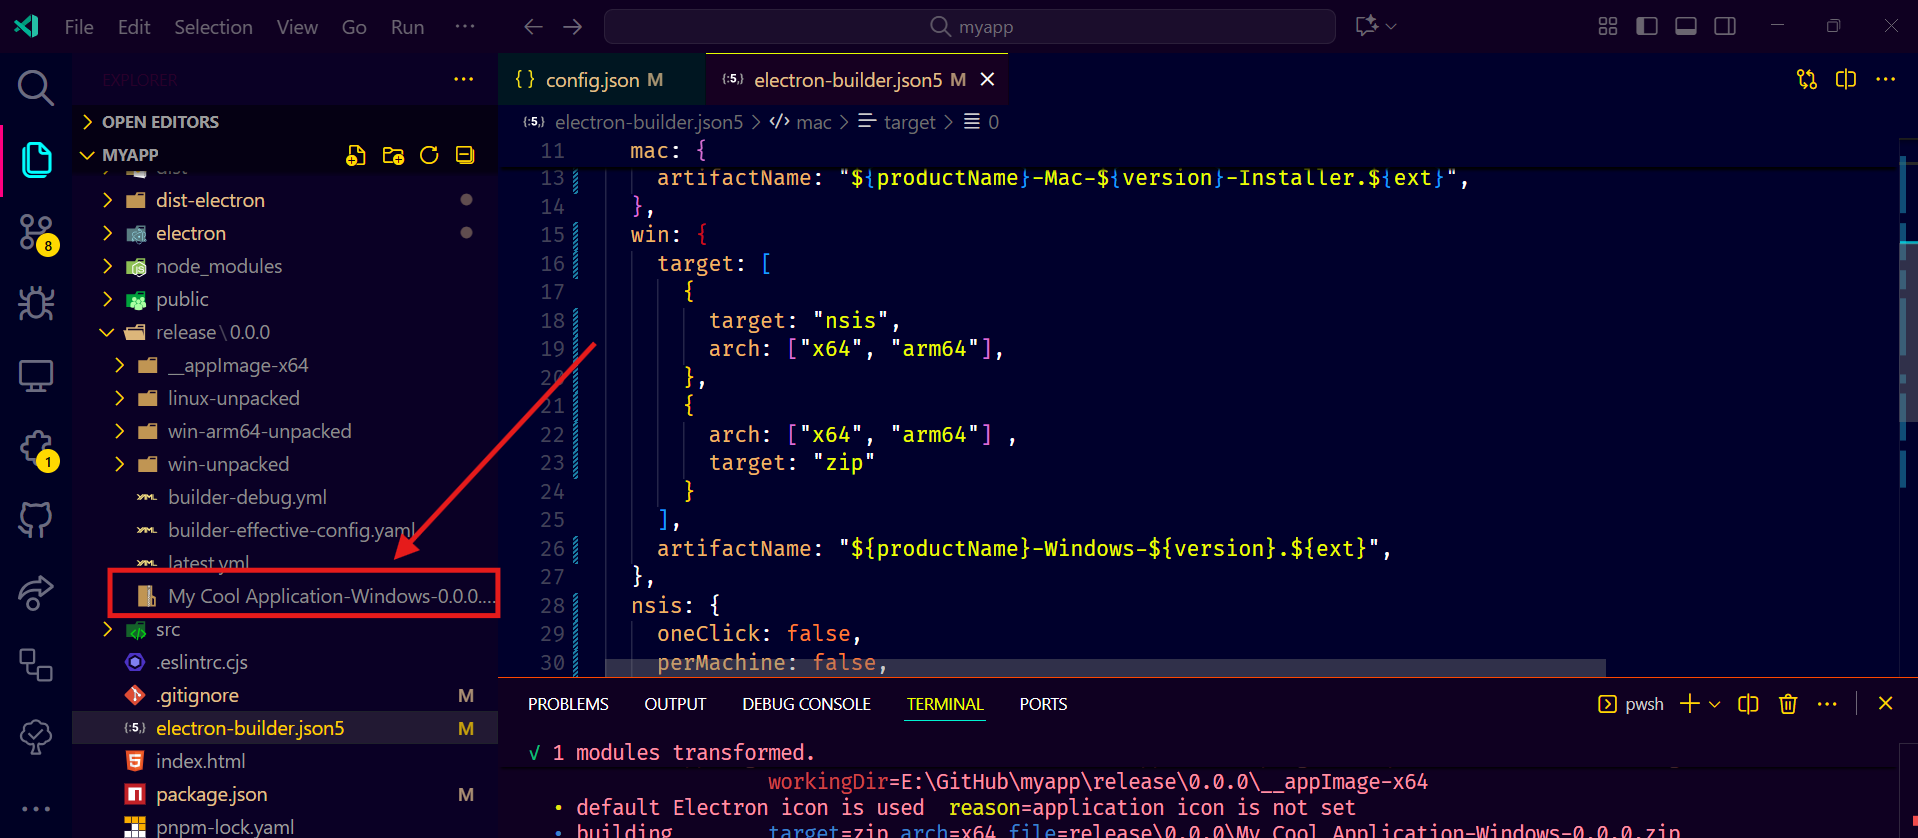 File Edit Selection View Go Run ···
myapp
EXPLORER
OPEN EDITORS
MYAPP
dist
dist-electron
electron
node_modules
public
release\0.0.0
__appImage-x64
linux-unpacked
win-arm64-unpacked
win-unpacked
builder-debug.yml
builder-effective-config.yaml
latest.yml
My Cool Application-Windows-0.0.0....
src
.eslintrc.cjs
.gitignore M
electron-builder.json5 M
index.html
package.json M
pnpm-lock.yaml
8
1
{ } config.json M
{:5,} electron-builder.json5 M
{:5,} electron-builder.json5 > mac > target > 0
11 mac: {
13 artifactName: "${productName}-Mac-${version}-Installer.${ext}",
14 },
15 win: {
16 target: [
17 {
18 target: "nsis",
19 arch: ["x64", "arm64"],
20 },
21 {
22 arch: ["x64", "arm64"] ,
23 target: "zip"
24 }
25 ],
26 artifactName: "${productName}-Windows-${version}.${ext}",
27 },
28 nsis: {
29 oneClick: false,
30 perMachine: false,
PROBLEMS OUTPUT DEBUG CONSOLE TERMINAL PORTS
pwsh
√ 1 modules transformed.
workingDir=E:\GitHub\myapp\release\0.0.0\__appImage-x64
• default Electron icon is used reason=application icon is not set
• building target=zip arch=x64 file=release\0.0.0\My Cool Application-Windows-0.0.0.zip